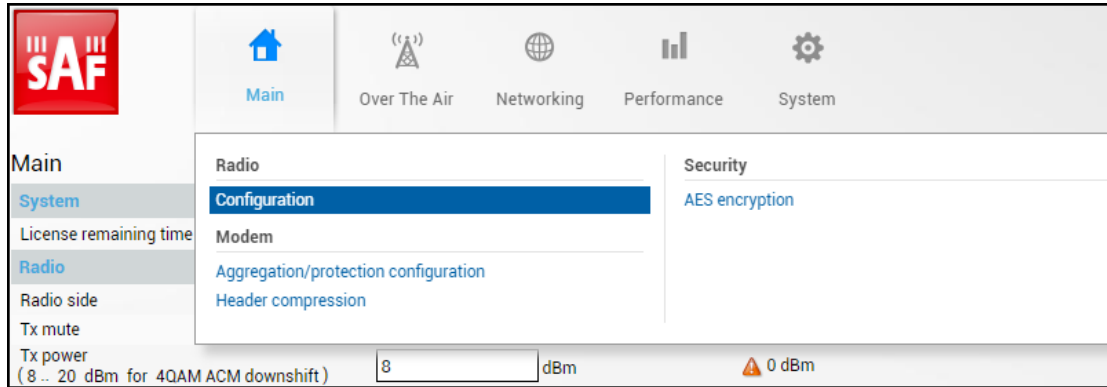 SAF
Main
Over The Air
Networking
Performance
System
Main
Radio
Security
System
Configuration
AES encryption
License remaining time
Modem
Radio
Aggregation/protection configuration
Radio side
Header compression
Tx mute
Tx power
( 8 .. 20 dBm for 4QAM ACM downshift )
8
dBm
0 dBm